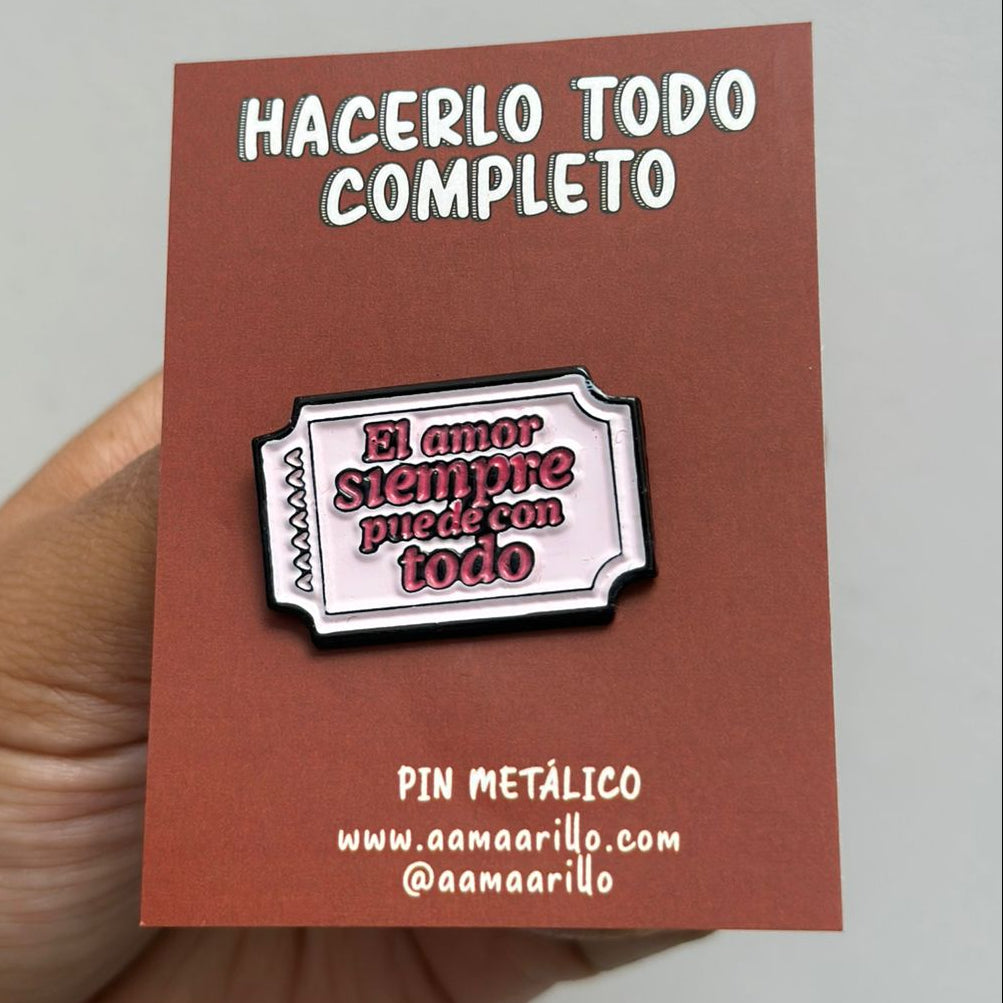 HACERLO TODO
COMPLETO
El amor
siempre
puede con
todo
PIN METÁLICO
www.aamaarillo.com
@aamaarillo